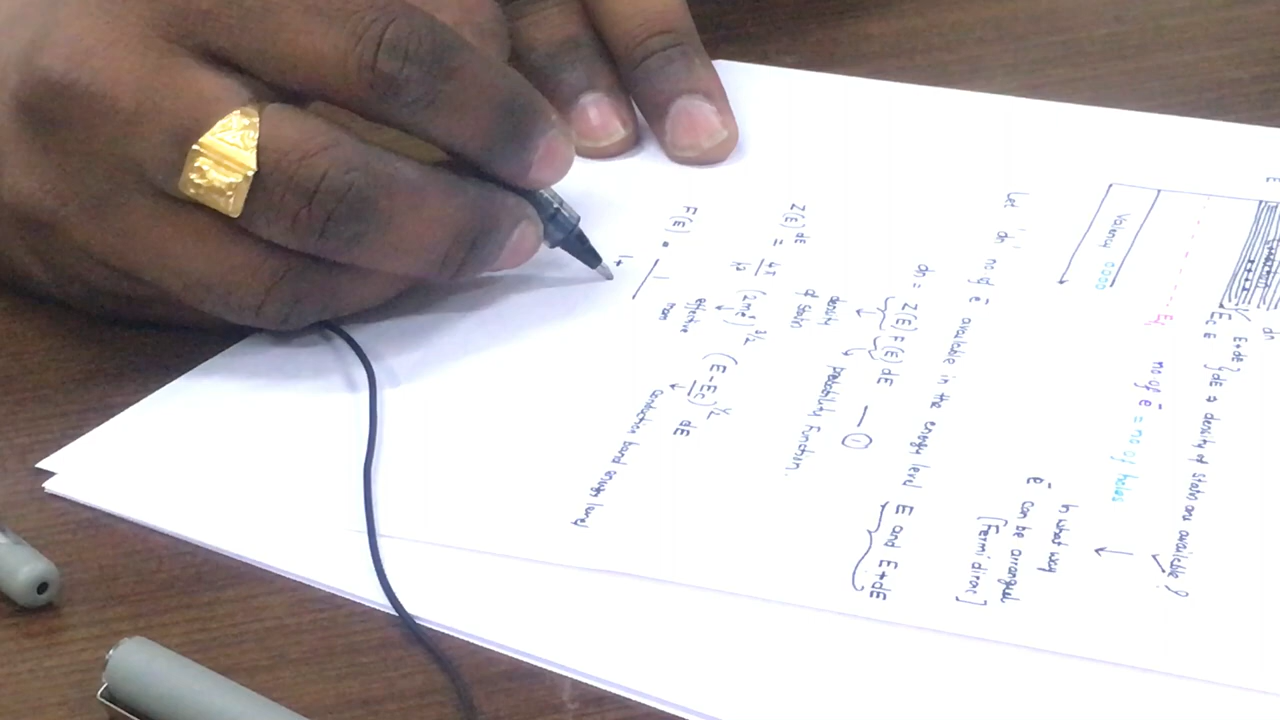 E
Ec E
E+dE } dE → density of states are available ?
dn
no of e̅ = no of holes
Valency oooo
In what way
e̅ can be arranged
[Fermi dirac]
Let 'dn' no of e̅ available in the energy level E and E+dE
dn = Z(E) F(E) dE — ①
density of states
probability Function.
Z(E) dE = 4π/h³ (2me*)^3/2 (E-Ec)^1/2 dE
effective mass
conduction band energy level
F(E) = 1 / 1+